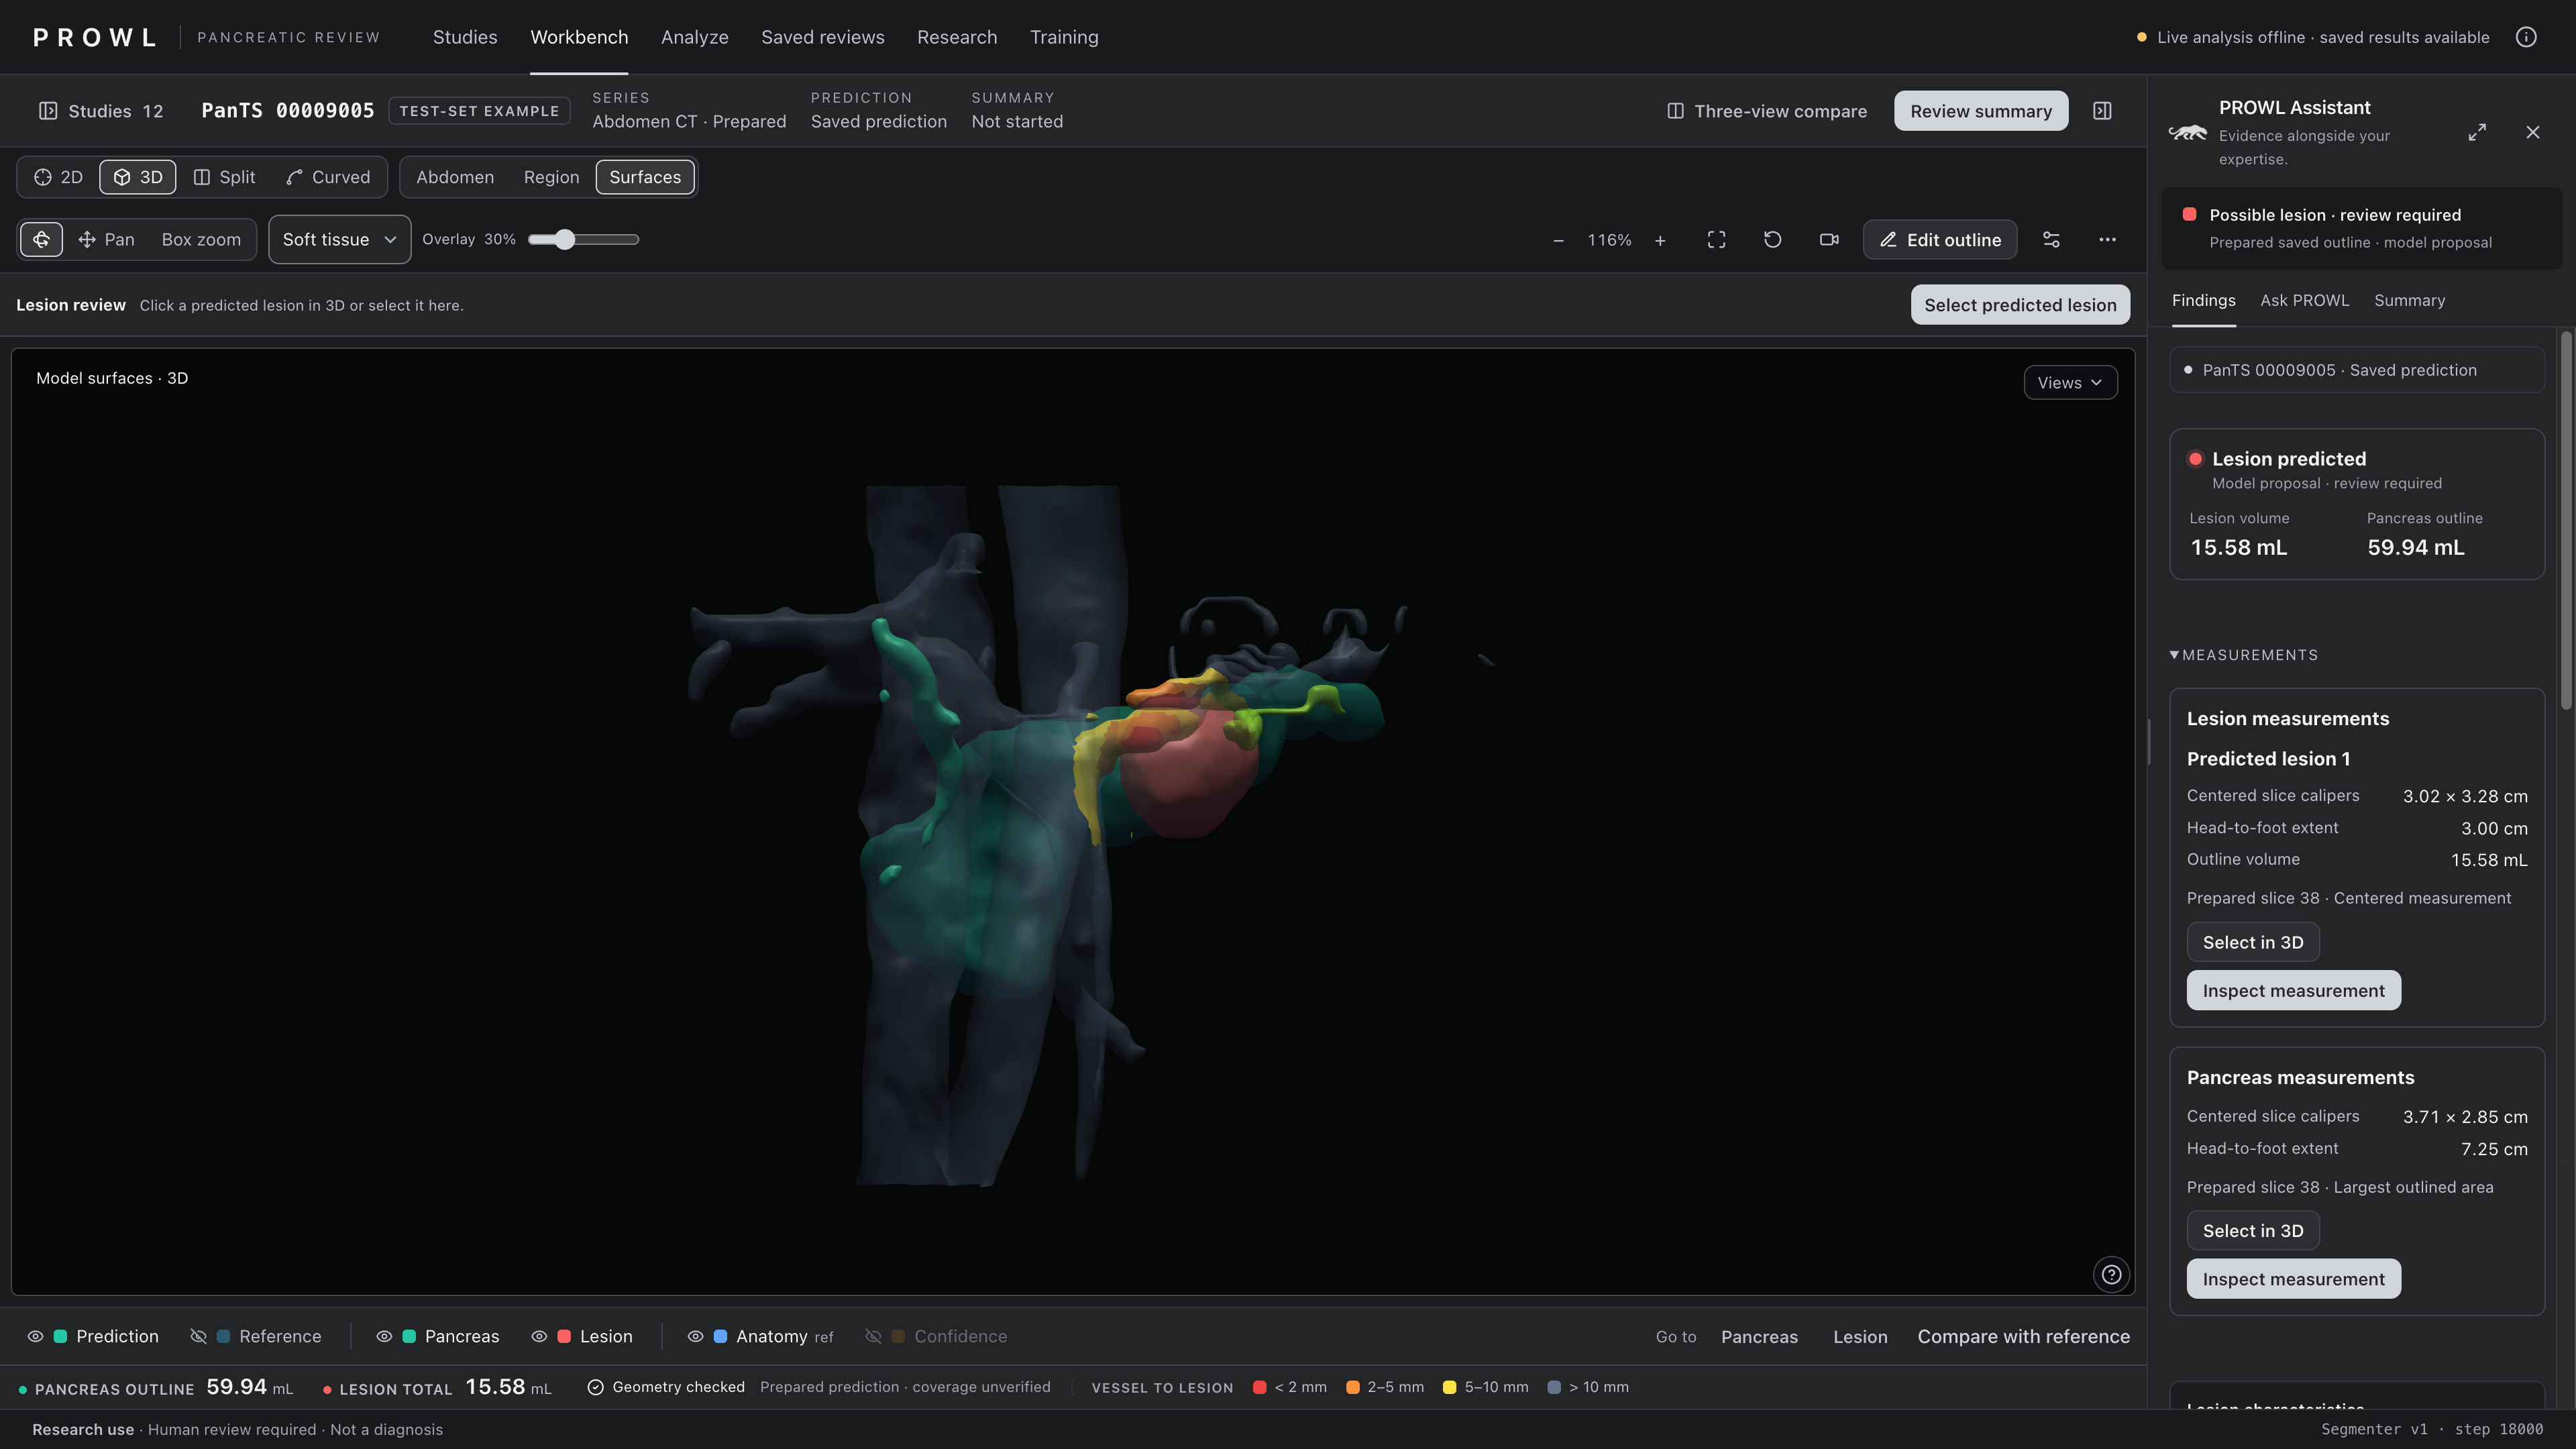 PROWL
PANCREATIC REVIEW
Studies
Workbench
Analyze
Saved reviews
Research
Training
Live analysis offline · saved results available
Studies 12
PanTS 00009005
TEST-SET EXAMPLE
SERIES
Abdomen CT · Prepared
PREDICTION
Saved prediction
SUMMARY
Not started
Three-view compare
Review summary
2D
3D
Split
Curved
Abdomen
Region
Surfaces
Pan
Box zoom
Soft tissue
Overlay 30%
− 116% +
Edit outline
Lesion review Click a predicted lesion in 3D or select it here.
Select predicted lesion
Model surfaces · 3D
Views
Prediction
Reference
Pancreas
Lesion
Anatomy ref
Confidence
Go to
Pancreas
Lesion
Compare with reference
PANCREAS OUTLINE 59.94 mL
LESION TOTAL 15.58 mL
Geometry checked
Prepared prediction · coverage unverified
VESSEL TO LESION
< 2 mm
2–5 mm
5–10 mm
> 10 mm
Research use · Human review required · Not a diagnosis
Segmenter v1 · step 18000
PROWL Assistant
Evidence alongside your
expertise.
Possible lesion · review required
Prepared saved outline · model proposal
Findings
Ask PROWL
Summary
PanTS 00009005 · Saved prediction
Lesion predicted
Model proposal · review required
Lesion volume
15.58 mL
Pancreas outline
59.94 mL
MEASUREMENTS
Lesion measurements
Predicted lesion 1
Centered slice calipers 3.02 × 3.28 cm
Head-to-foot extent 3.00 cm
Outline volume 15.58 mL
Prepared slice 38 · Centered measurement
Select in 3D
Inspect measurement
Pancreas measurements
Centered slice calipers 3.71 × 2.85 cm
Head-to-foot extent 7.25 cm
Prepared slice 38 · Largest outlined area
Select in 3D
Inspect measurement